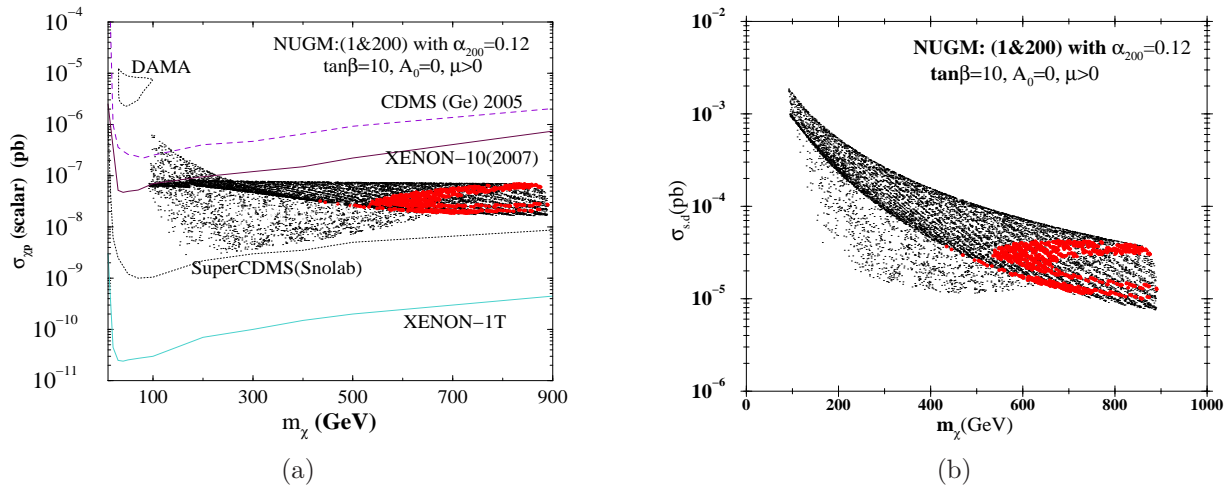 10⁻⁴
10⁻⁵
10⁻⁶
10⁻⁷
10⁻⁸
10⁻⁹
10⁻¹⁰
10⁻¹¹
σχp (scalar) (pb)
NUGM:(1&200) with α₂₀₀=0.12
tanβ=10, A₀=0, μ>0
DAMA
CDMS (Ge) 2005
XENON−10(2007)
SuperCDMS(Snolab)
XENON−1T
100 300 500 700 900
mχ (GeV)
(a)
10⁻²
10⁻³
10⁻⁴
10⁻⁵
10⁻⁶
σs.d(pb)
NUGM: (1&200) with α₂₀₀=0.12
tanβ=10, A₀=0, μ>0
0 200 400 600 800 1000
mχ(GeV)
(b)